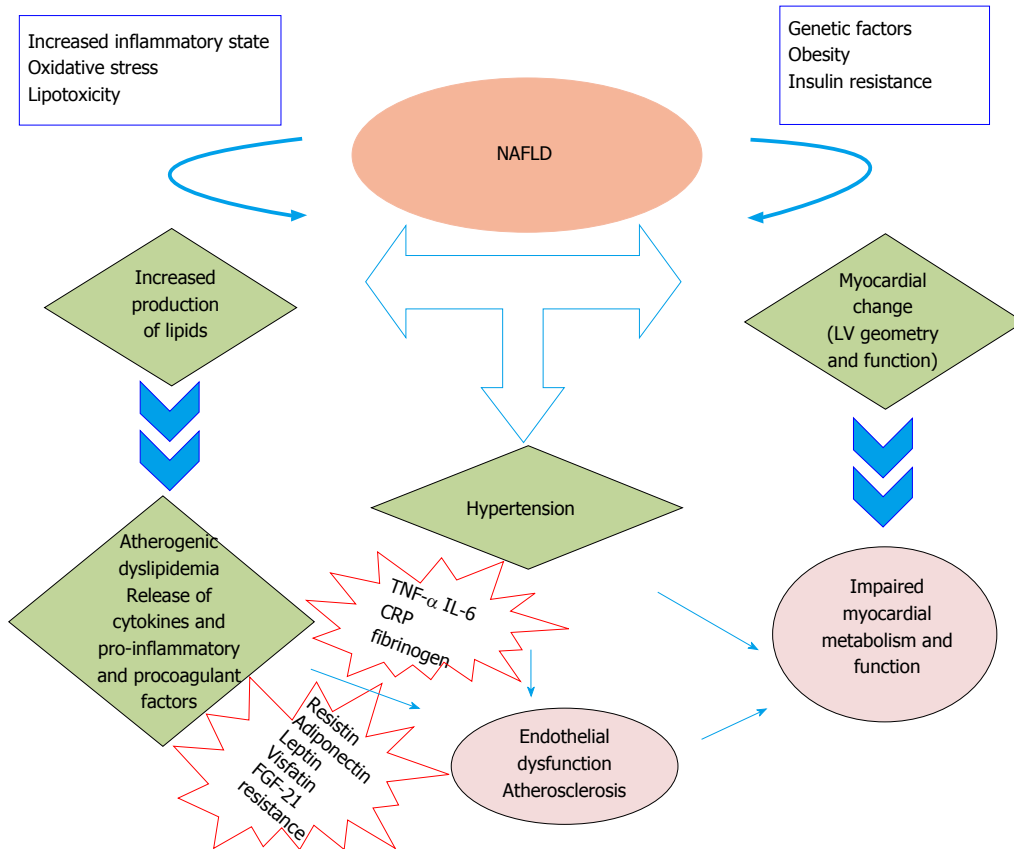 Increased inflammatory state
Oxidative stress
Lipotoxicity
Genetic factors
Obesity
Insulin resistance
NAFLD
Increased
production
of lipids
Myocardial
change
(LV geometry
and function)
Hypertension
Atherogenic
dyslipidemia
Release of
cytokines and
pro-inflammatory
and procoagulant
factors
TNF-α IL-6
CRP
fibrinogen
Impaired
myocardial
metabolism and
function
Resistin
Adiponectin
Leptin
Visfatin
FGF-21
resistance
Endothelial
dysfunction
Atherosclerosis